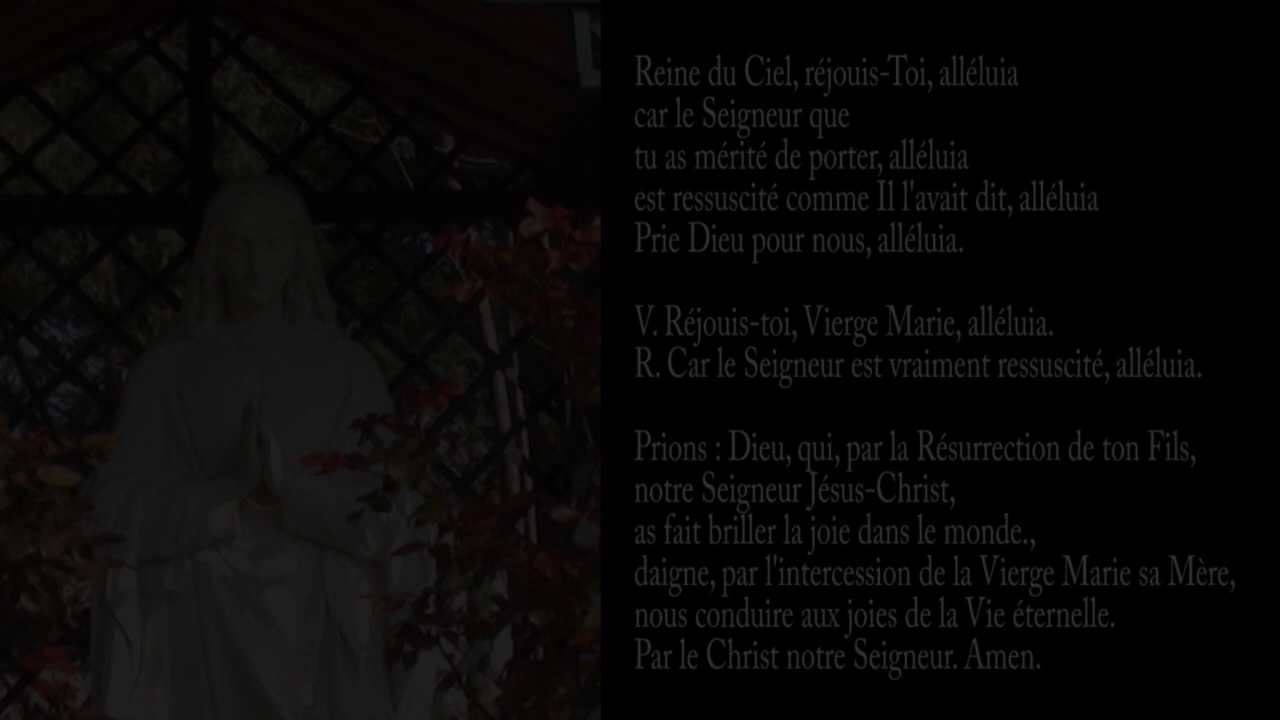 Reine du Ciel, réjouis-Toi, alléluia
car le Seigneur que
tu as mérité de porter, alléluia
est ressuscité comme Il l'avait dit, alléluia
Prie Dieu pour nous, alléluia.
V. Réjouis-toi, Vierge Marie, alléluia.
R. Car le Seigneur est vraiment ressuscité, alléluia.
Prions : Dieu, qui, par la Résurrection de ton Fils,
notre Seigneur Jésus-Christ,
as fait briller la joie dans le monde.,
daigne, par l'intercession de la Vierge Marie sa Mère,
nous conduire aux joies de la Vie éternelle.
Par le Christ notre Seigneur. Amen.